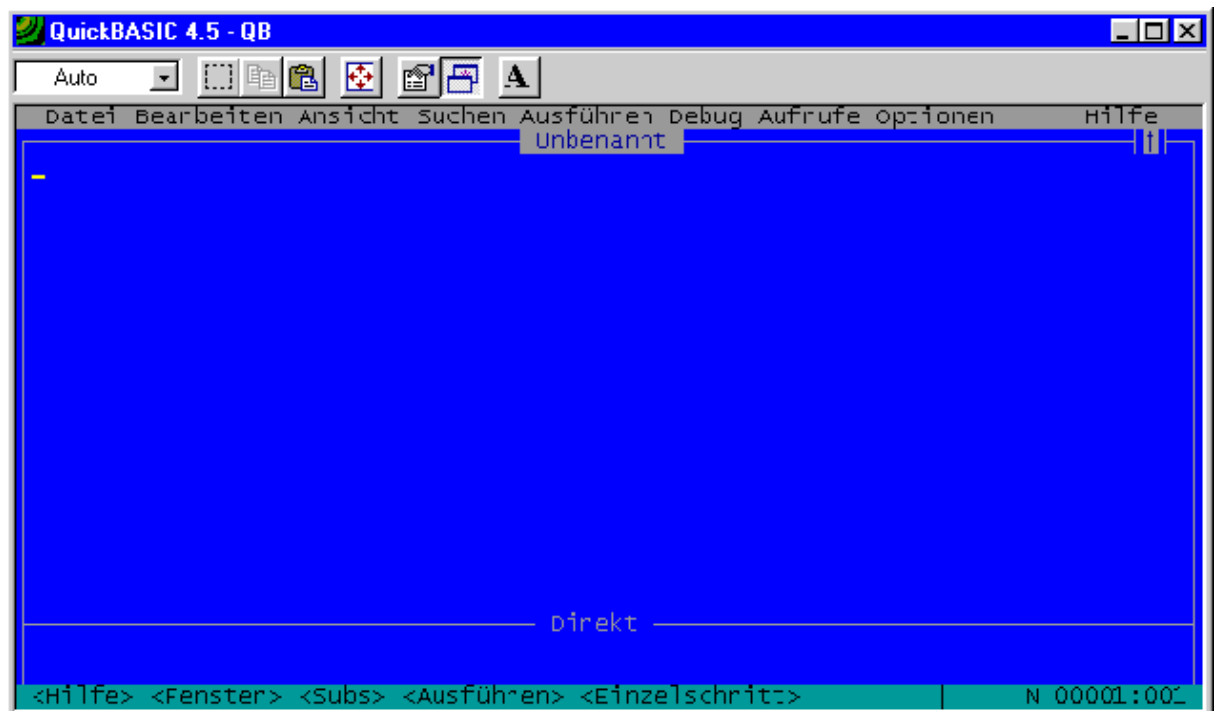 QuickBASIC 4.5 - QB
Auto A
Datei Bearbeiten Ansicht Suchen Ausführen Debug Aufrufe Optionen Hilfe
Unbenannt
Direkt
<Hilfe> <Fenster> <Subs> <Ausführen> <Einzelschritt> N 00001:001